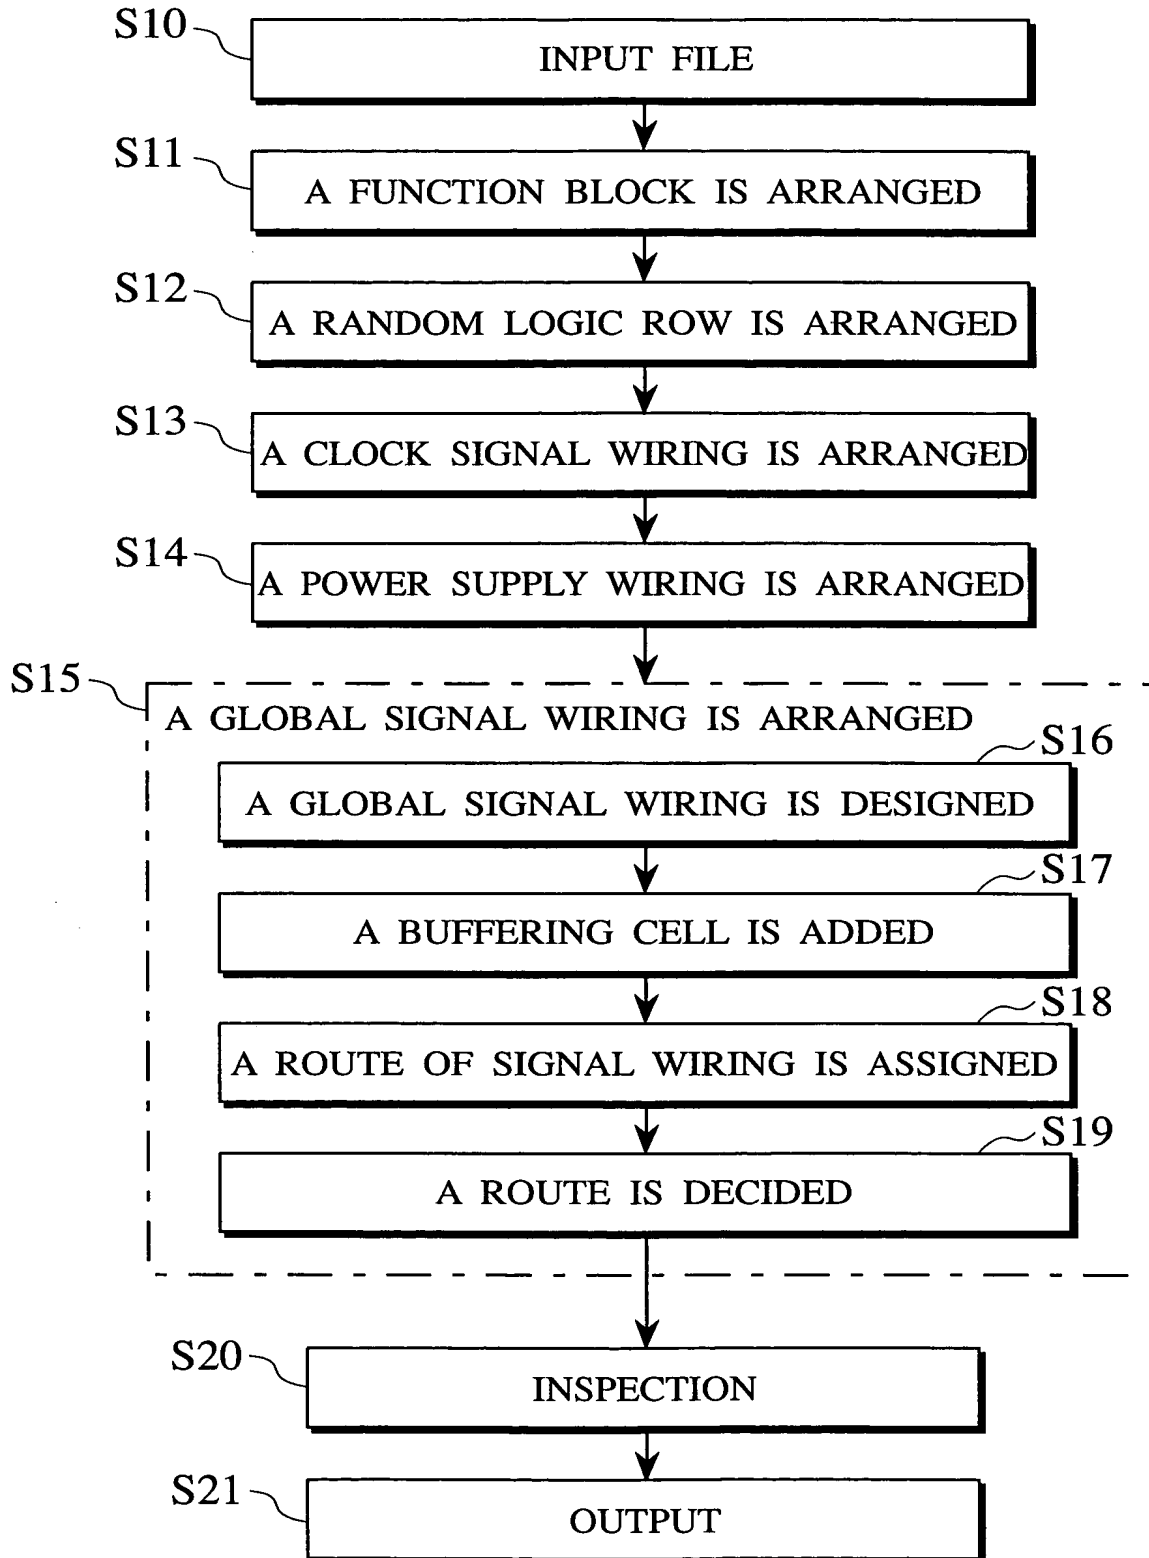 S10
INPUT FILE
S11
A FUNCTION BLOCK IS ARRANGED
S12
A RANDOM LOGIC ROW IS ARRANGED
S13
A CLOCK SIGNAL WIRING IS ARRANGED
S14
A POWER SUPPLY WIRING IS ARRANGED
S15
A GLOBAL SIGNAL WIRING IS ARRANGED
S16
A GLOBAL SIGNAL WIRING IS DESIGNED
S17
A BUFFERING CELL IS ADDED
S18
A ROUTE OF SIGNAL WIRING IS ASSIGNED
S19
A ROUTE IS DECIDED
S20
INSPECTION
S21
OUTPUT